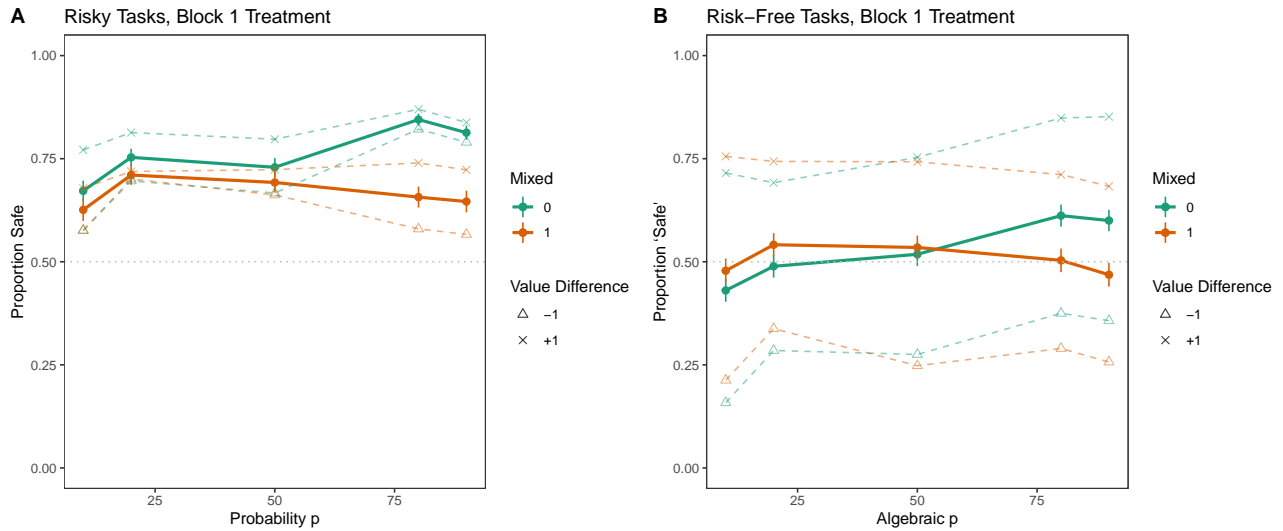 A
Risky Tasks, Block 1 Treatment
1.00
0.75
0.50
0.25
0.00
Proportion Safe
25
50
75
Probability p
Mixed
0
1
Value Difference
−1
+1
B
Risk−Free Tasks, Block 1 Treatment
1.00
0.75
0.50
0.25
0.00
Proportion 'Safe'
25
50
75
Algebraic p
Mixed
0
1
Value Difference
−1
+1